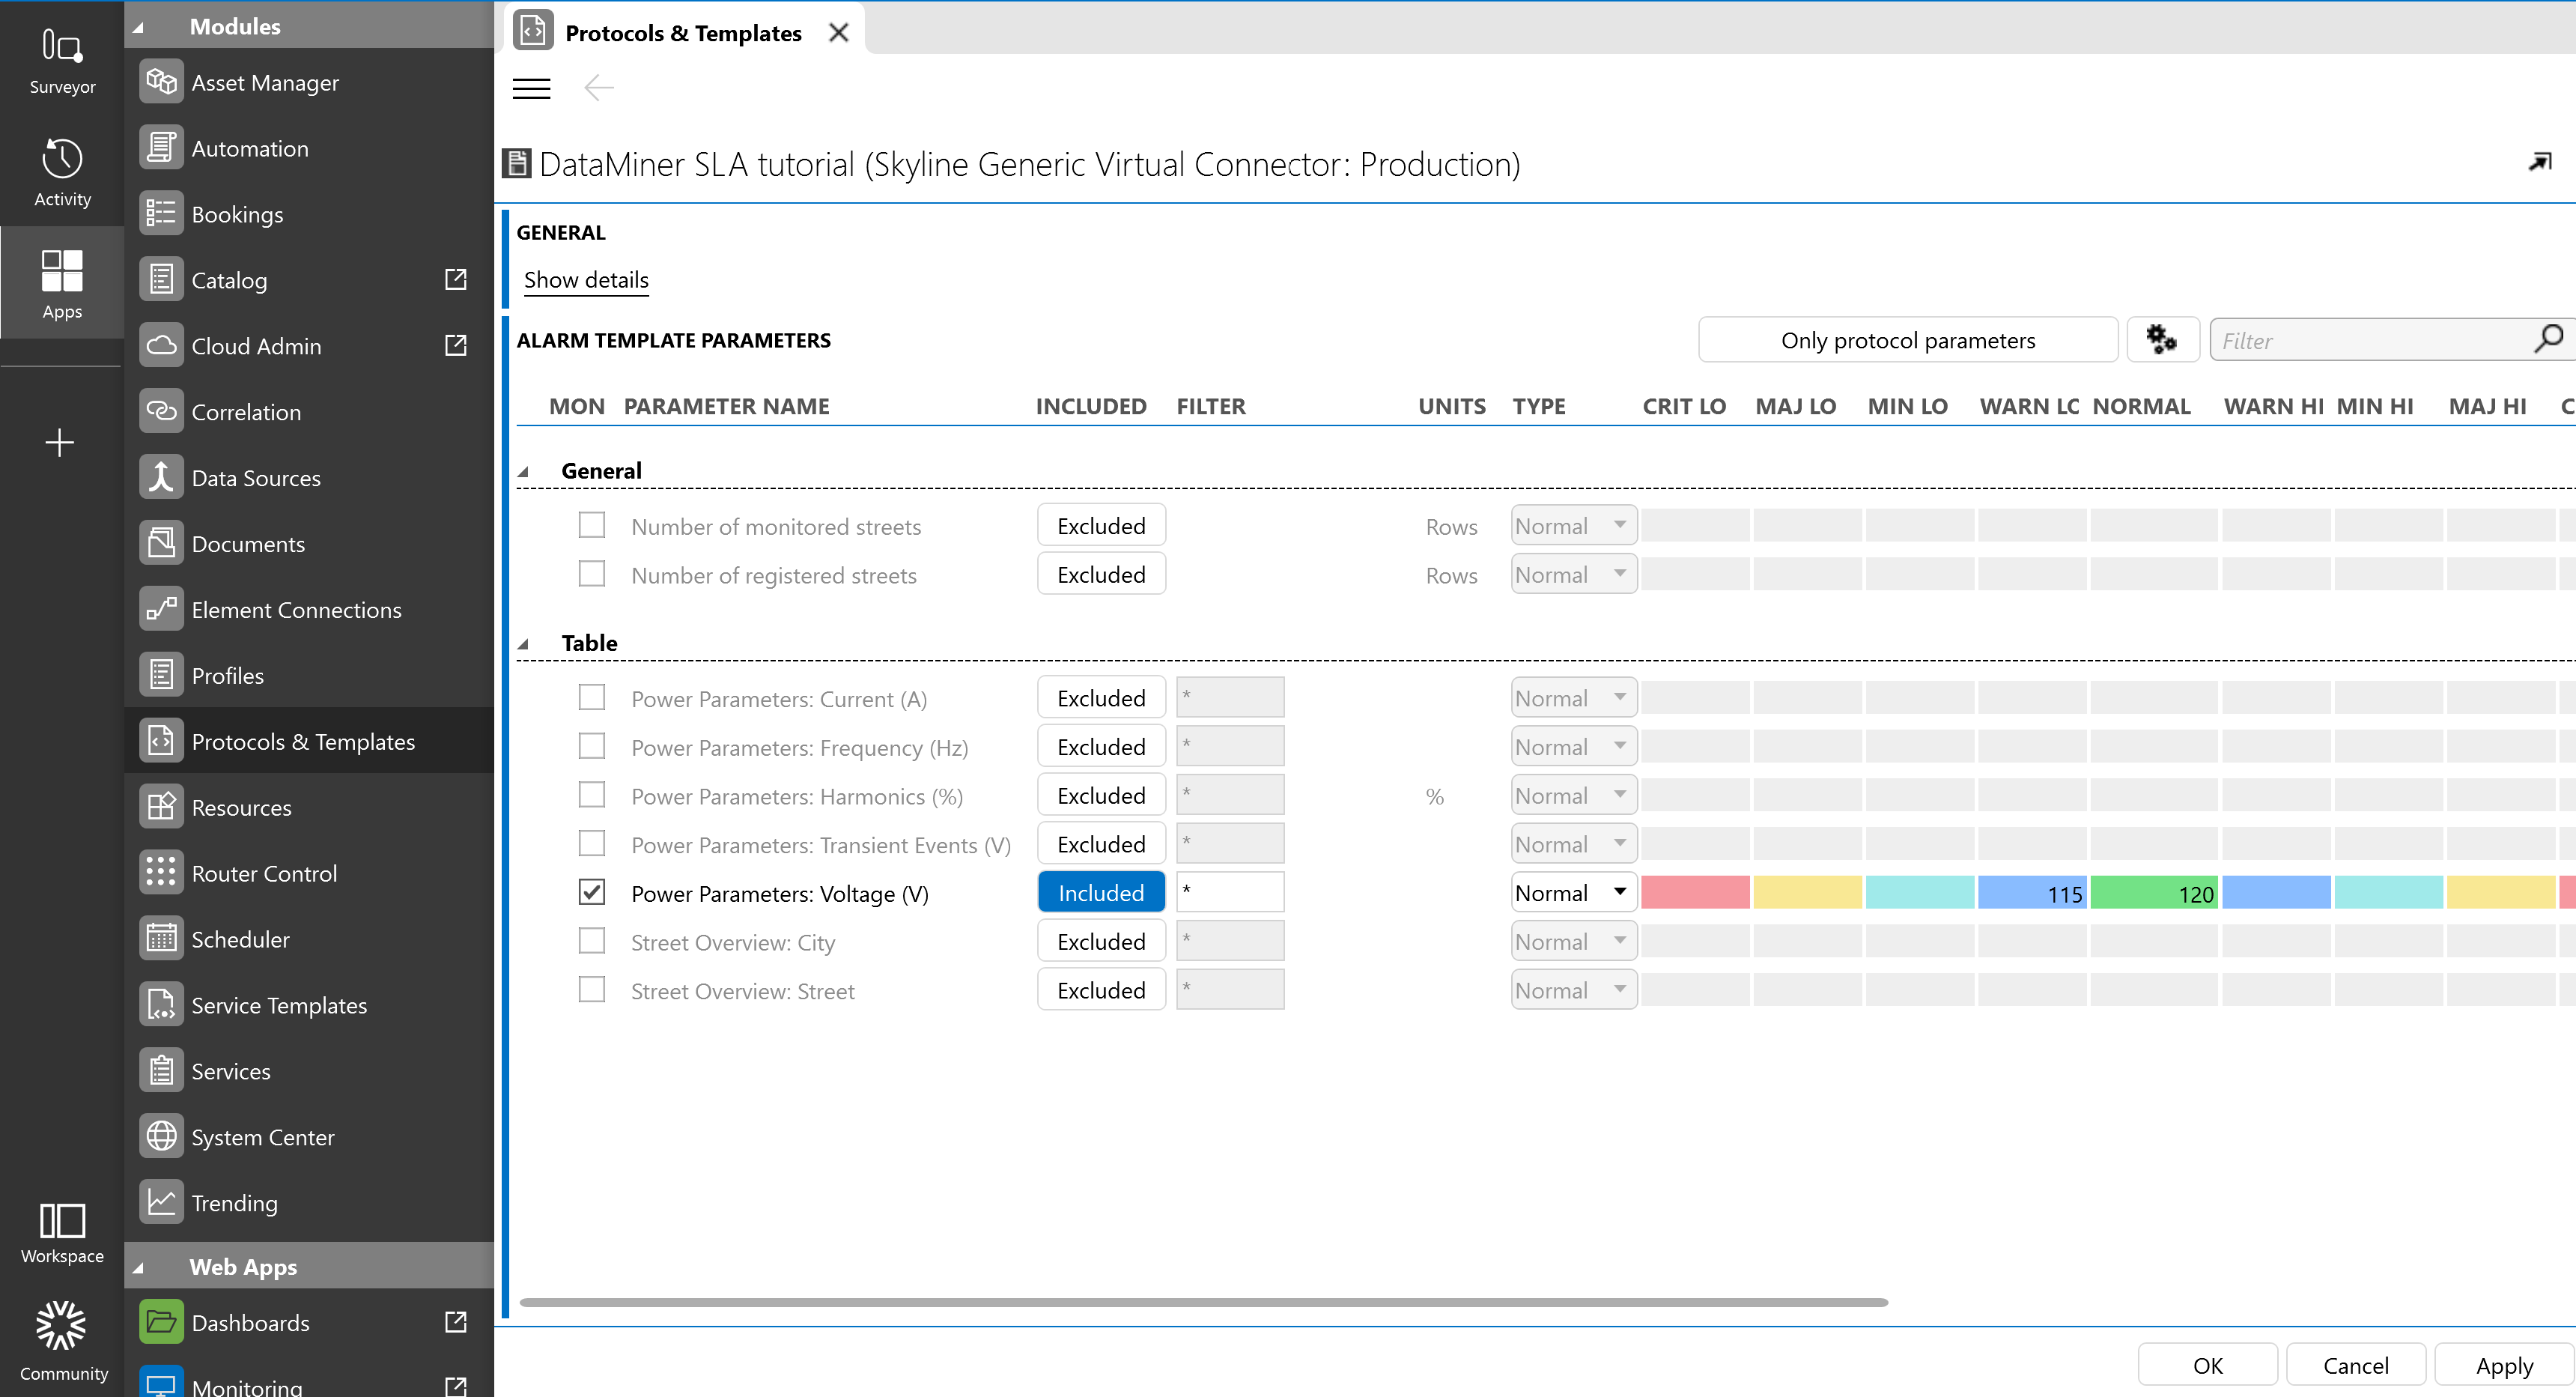 Surveyor
Activity
Apps
Workspace
Community
Modules
Asset Manager
Automation
Bookings
Catalog
Cloud Admin
Correlation
Data Sources
Documents
Element Connections
Profiles
Protocols & Templates
Resources
Router Control
Scheduler
Service Templates
Services
System Center
Trending
Web Apps
Dashboards
Monitoring
Protocols & Templates
DataMiner SLA tutorial (Skyline Generic Virtual Connector: Production)
GENERAL
Show details
ALARM TEMPLATE PARAMETERS Only protocol parameters Filter
MON PARAMETER NAME INCLUDED FILTER UNITS TYPE CRIT LO MAJ LO MIN LO WARN LO NORMAL WARN HI MIN HI MAJ HI C
General
Number of monitored streets Excluded Rows Normal
Number of registered streets Excluded Rows Normal
Table
Power Parameters: Current (A) Excluded * Normal
Power Parameters: Frequency (Hz) Excluded * Normal
Power Parameters: Harmonics (%) Excluded * % Normal
Power Parameters: Transient Events (V) Excluded * Normal
Power Parameters: Voltage (V) Included * Normal 115 120
Street Overview: City Excluded * Normal
Street Overview: Street Excluded * Normal
OK Cancel Apply